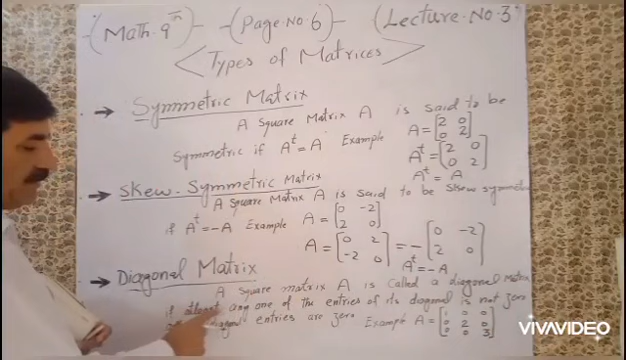 (Math. 9th) (Page.No 6) (Lecture.No.3)
<Types of Matrices>
→ Symmetric Matrix
A Square Matrix A is said to be
Symmetric if A^t = A Example A = [2 0; 0 2]
A^t = [2 0; 0 2]
A^t = A
→ Skew-Symmetric Matrix
A Square Matrix A is said to be skew symmetric
if A^t = -A Example A = [0 -2; 2 0]
A = [0 2; -2 0] = - [0 -2; 2 0]
A^t = -A
→ Diagonal Matrix
A square matrix A is called a diagonal matrix
if atleast any one of the entries of its diagonal is not zero
entries are zero Example A = [1 0 0; 0 2 0; 0 0 3]
VIVAVIDEO